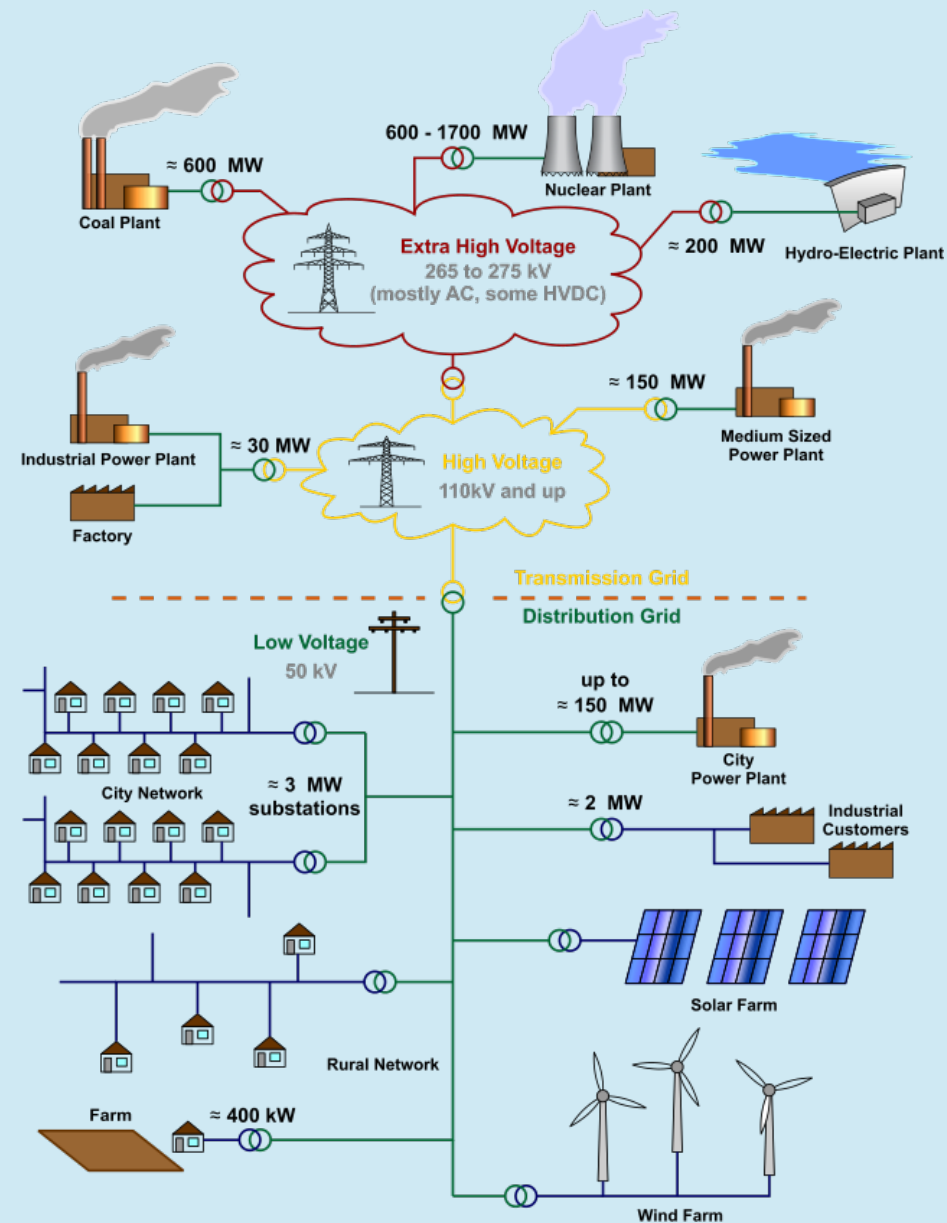 600 - 1700 MW
≈ 600 MW
Nuclear Plant
Coal Plant
Extra High Voltage
265 to 275 kV
(mostly AC, some HVDC)
≈ 200 MW
Hydro-Electric Plant
≈ 150 MW
Industrial Power Plant
≈ 30 MW
Medium Sized
Power Plant
High Voltage
110kV and up
Factory
Transmission Grid
Distribution Grid
Low Voltage
50 kV
up to
≈ 150 MW
City
Power Plant
≈ 3 MW
substations
City Network
≈ 2 MW
Industrial
Customers
Solar Farm
Rural Network
Farm
≈ 400 kW
Wind Farm